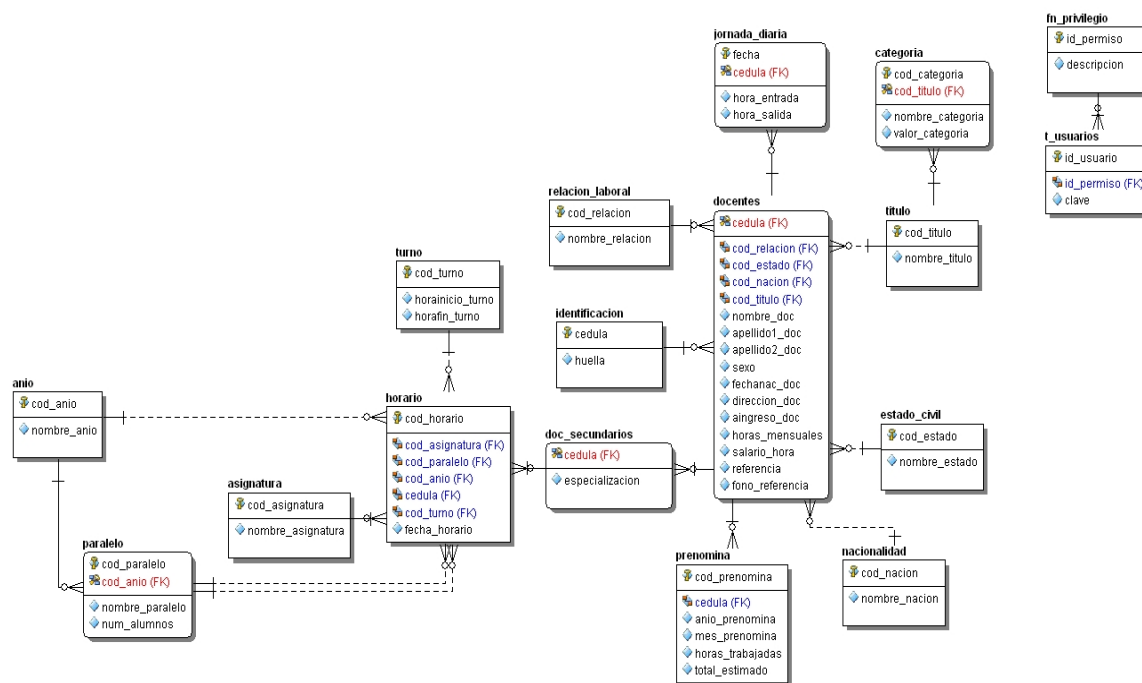 fn_privilegio
id_permiso
descripcion
jornada_diaria
fecha
cedula (FK)
hora_entrada
hora_salida
categoria
cod_categoria
cod_titulo (FK)
nombre_categoria
valor_categoria
t_usuarios
id_usuario
id_permiso (FK)
clave
relacion_laboral
cod_relacion
nombre_relacion
docentes
cedula (FK)
cod_relacion (FK)
cod_estado (FK)
cod_nacion (FK)
cod_titulo (FK)
nombre_doc
apellido1_doc
apellido2_doc
sexo
fechanac_doc
direccion_doc
aingreso_doc
horas_mensuales
salario_hora
referencia
fono_referencia
titulo
cod_titulo
nombre_titulo
turno
cod_turno
horainicio_turno
horafin_turno
identificacion
cedula
huella
anio
cod_anio
nombre_anio
horario
cod_horario
cod_asignatura (FK)
cod_paralelo (FK)
cod_anio (FK)
cedula (FK)
cod_turno (FK)
fecha_horario
doc_secundarios
cedula (FK)
especializacion
estado_civil
cod_estado
nombre_estado
asignatura
cod_asignatura
nombre_asignatura
paralelo
cod_paralelo
cod_anio (FK)
nombre_paralelo
num_alumnos
prenomina
cod_prenomina
cedula (FK)
anio_prenomina
mes_prenomina
horas_trabajadas
total_estimado
nacionalidad
cod_nacion
nombre_nacion